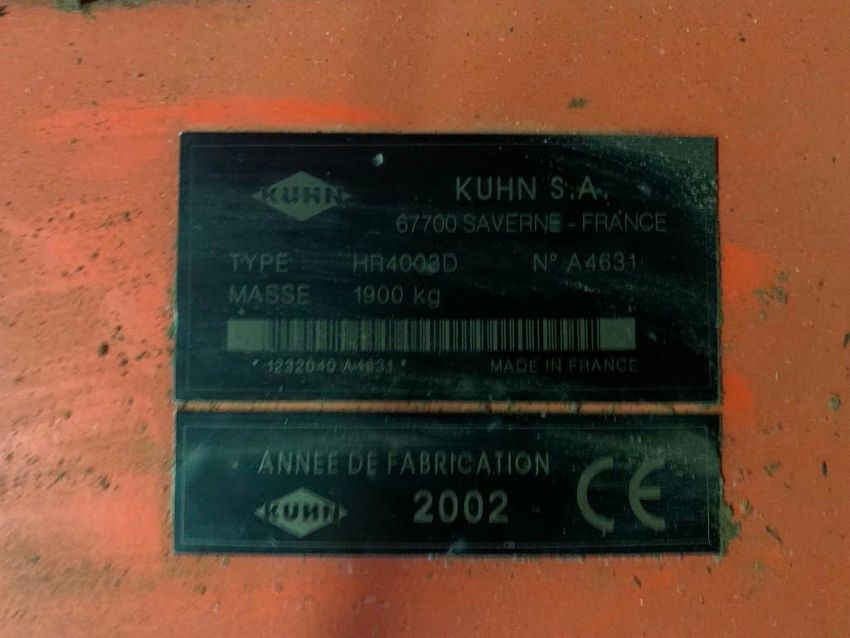 KUHN
KUHN S.A.
67700 SAVERNE - FRANCE
TYPE HR4003D Nº A4631
MASSE 1900 kg
*1232040 A4631*
MADE IN FRANCE
ANNEE DE FABRICATION
KUHN
2002
CE